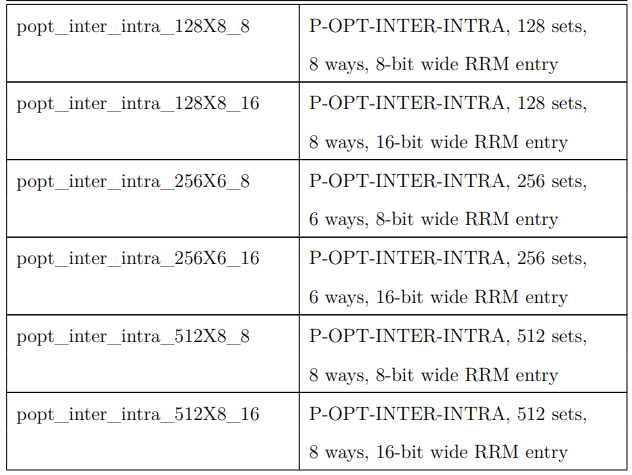 popt_inter_intra_128X8_8 P-OPT-INTER-INTRA, 128 sets,
8 ways, 8-bit wide RRM entry
popt_inter_intra_128X8_16 P-OPT-INTER-INTRA, 128 sets,
8 ways, 16-bit wide RRM entry
popt_inter_intra_256X6_8 P-OPT-INTER-INTRA, 256 sets,
6 ways, 8-bit wide RRM entry
popt_inter_intra_256X6_16 P-OPT-INTER-INTRA, 256 sets,
6 ways, 16-bit wide RRM entry
popt_inter_intra_512X8_8 P-OPT-INTER-INTRA, 512 sets,
8 ways, 8-bit wide RRM entry
popt_inter_intra_512X8_16 P-OPT-INTER-INTRA, 512 sets,
8 ways, 16-bit wide RRM entry